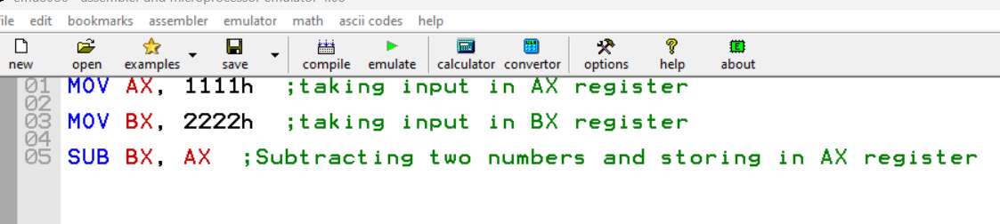 file edit bookmarks assembler emulator math ascii codes help
new open examples save compile emulate calculator convertor options help about
01 MOV AX, 1111h ;taking input in AX register
02
03 MOV BX, 2222h ;taking input in BX register
04
05 SUB BX, AX ;Subtracting two numbers and storing in AX register